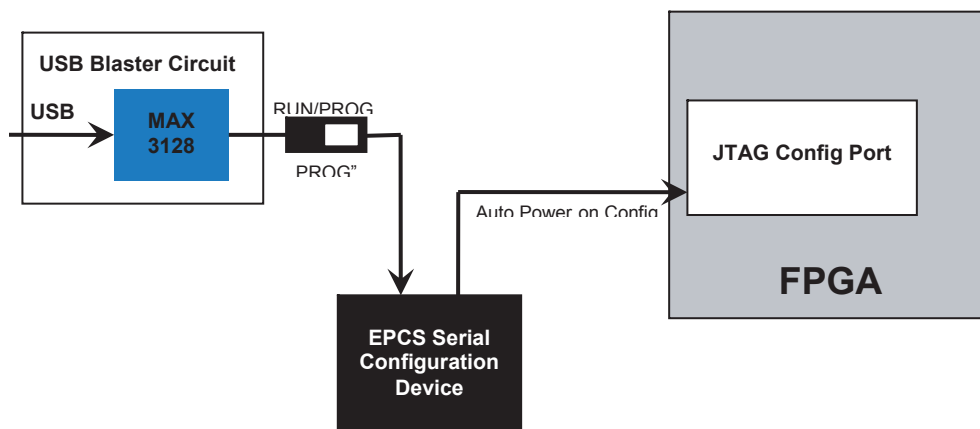 USB Blaster Circuit
USB
MAX
3128
RUN/PROG
PROG”
JTAG Config Port
Auto Power on Config
FPGA
EPCS Serial
Configuration
Device